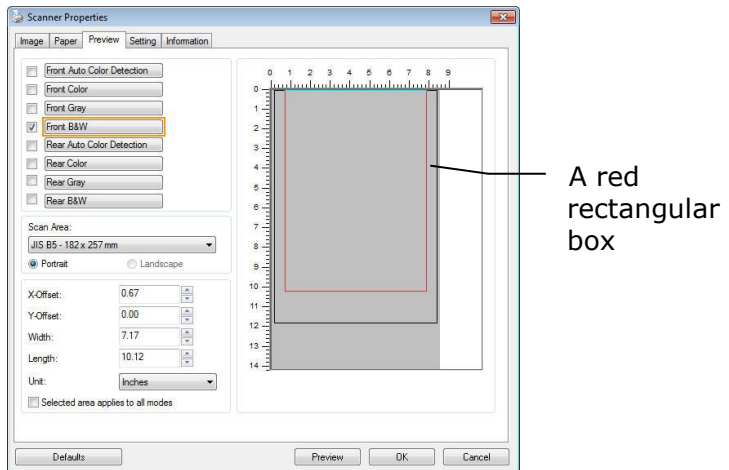 Scanner Properties
Image Paper Preview Setting Information
Front Auto Color Detection
Front Color
Front Gray
Front B&W
Rear Auto Color Detection
Rear Color
Rear Gray
Rear B&W
Scan Area:
JIS B5 - 182 x 257 mm
Portrait Landscape
X-Offset: 0.67
Y-Offset: 0.00
Width: 7.17
Length: 10.12
Unit: Inches
Selected area applies to all modes
0 1 2 3 4 5 6 7 8 9
0
1
2
3
4
5
6
7
8
9
10
11
12
13
14
A red
rectangular
box
Defaults Preview OK Cancel